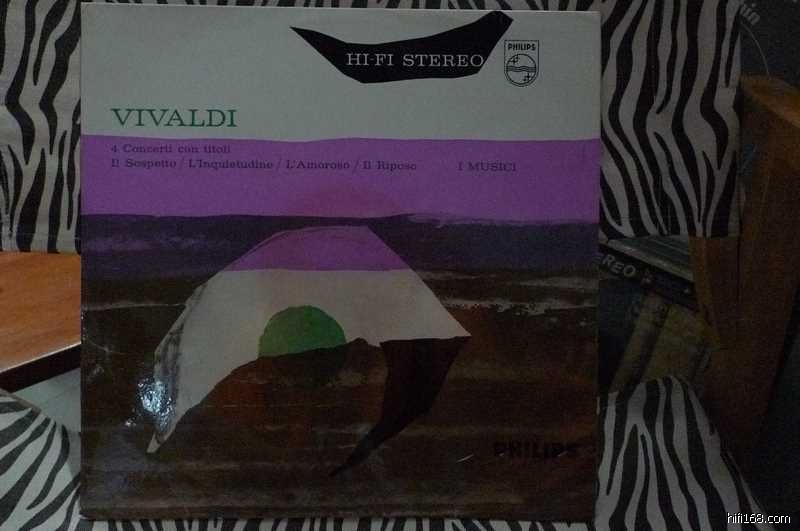 HI-FI STEREO
PHILIPS
VIVALDI
4 Concerti con titoli
Il Sospetto / L'Inquietudine / L'Amoroso / Il Riposo I MUSICI
EREO
PHILIPS
hifi168.com